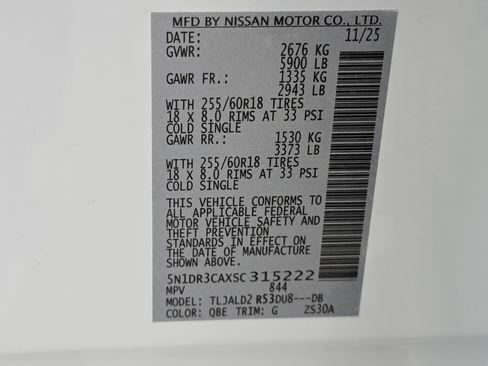 MFD BY NISSAN MOTOR CO., LTD.
DATE: 11/25
GVWR: 2676 KG
5900 LB
GAWR FR.: 1335 KG
2943 LB
WITH 255/60R18 TIRES
18 X 8.0 RIMS AT 33 PSI
COLD SINGLE
GAWR RR.: 1530 KG
3373 LB
WITH 255/60R18 TIRES
18 X 8.0 RIMS AT 33 PSI
COLD SINGLE
THIS VEHICLE CONFORMS TO
ALL APPLICABLE FEDERAL
MOTOR VEHICLE SAFETY AND
THEFT PREVENTION
STANDARDS IN EFFECT ON
THE DATE OF MANUFACTURE
SHOWN ABOVE.
5N1DR3CAXSC315222
MPV 844
MODEL: TLJALD2 R53DU8---DB
COLOR: QBE TRIM: G ZS30A